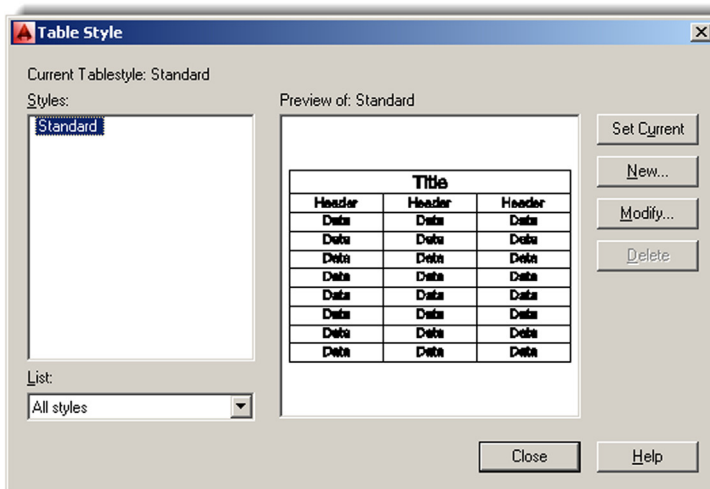 Table Style
Current Tablestyle: Standard
Styles:
Standard
List:
All styles
Preview of: Standard
Title
Header Header Header
Data Data Data
Data Data Data
Data Data Data
Data Data Data
Data Data Data
Data Data Data
Data Data Data
Data Data Data
Set Current
New...
Modify...
Delete
Close
Help